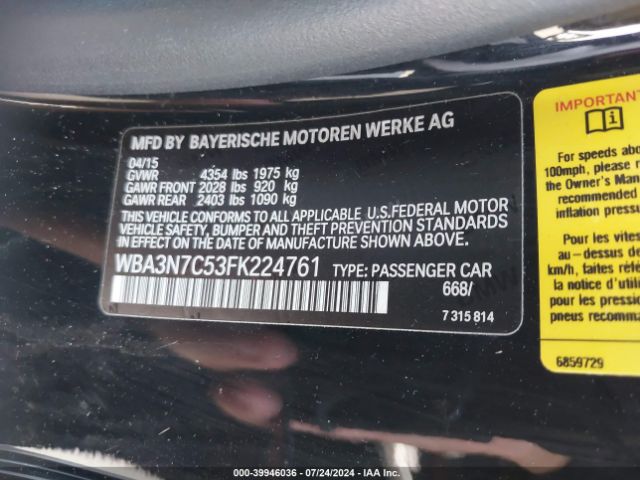 MFD BY BAYERISCHE MOTOREN WERKE AG
04/15
GVWR 4354 lbs 1975 kg
GAWR FRONT 2028 lbs 920 kg
GAWR REAR 2403 lbs 1090 kg
THIS VEHICLE CONFORMS TO ALL APPLICABLE U.S.FEDERAL MOTOR
VEHICLE SAFETY, BUMPER AND THEFT PREVENTION STANDARDS
IN EFFECT ON THE DATE OF MANUFACTURE SHOWN ABOVE.
WBA3N7C53FK224761 TYPE: PASSENGER CAR
668/
7 315 814
IMPORTANT
For speeds abo
100mph, please r
the Owner's Man
recommended
inflation pressur
Pour les vites
au – dessus de
km/h, faites réfé
la notice d'utili
pour les pression
pneus recomma
6859729
000-39946036 - 07/24/2024 - IAA Inc.